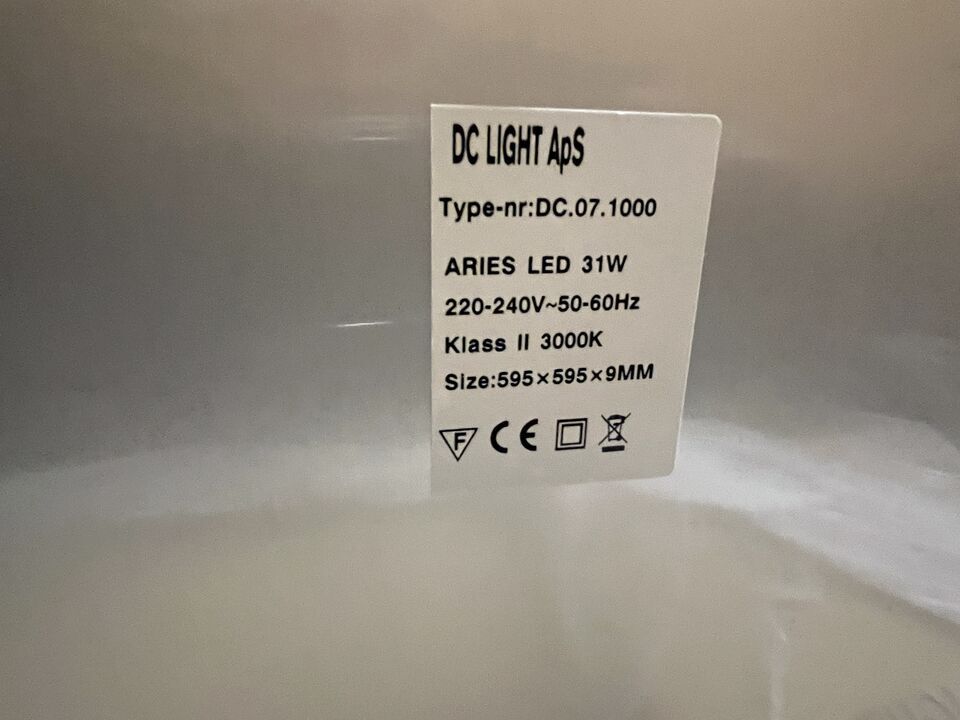 DC LIGHT ApS
Type-nr:DC.07.1000
ARIES LED 31W
220-240V~50-60Hz
Klass II 3000K
Size:595×595×9MM
F CE